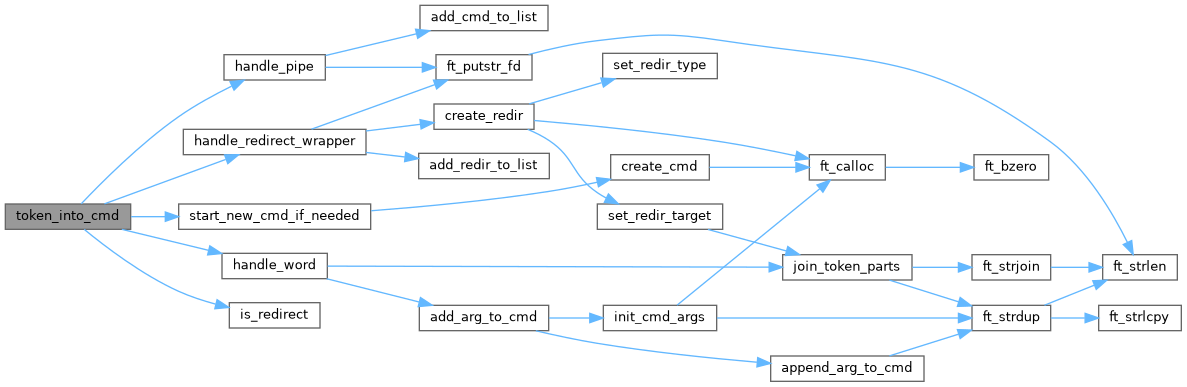 add_cmd_to_list
handle_pipe
ft_putstr_fd
set_redir_type
create_redir
handle_redirect_wrapper
add_redir_to_list
create_cmd
ft_calloc
ft_bzero
token_into_cmd
start_new_cmd_if_needed
set_redir_target
handle_word
join_token_parts
ft_strjoin
ft_strlen
is_redirect
add_arg_to_cmd
init_cmd_args
ft_strdup
ft_strlcpy
append_arg_to_cmd